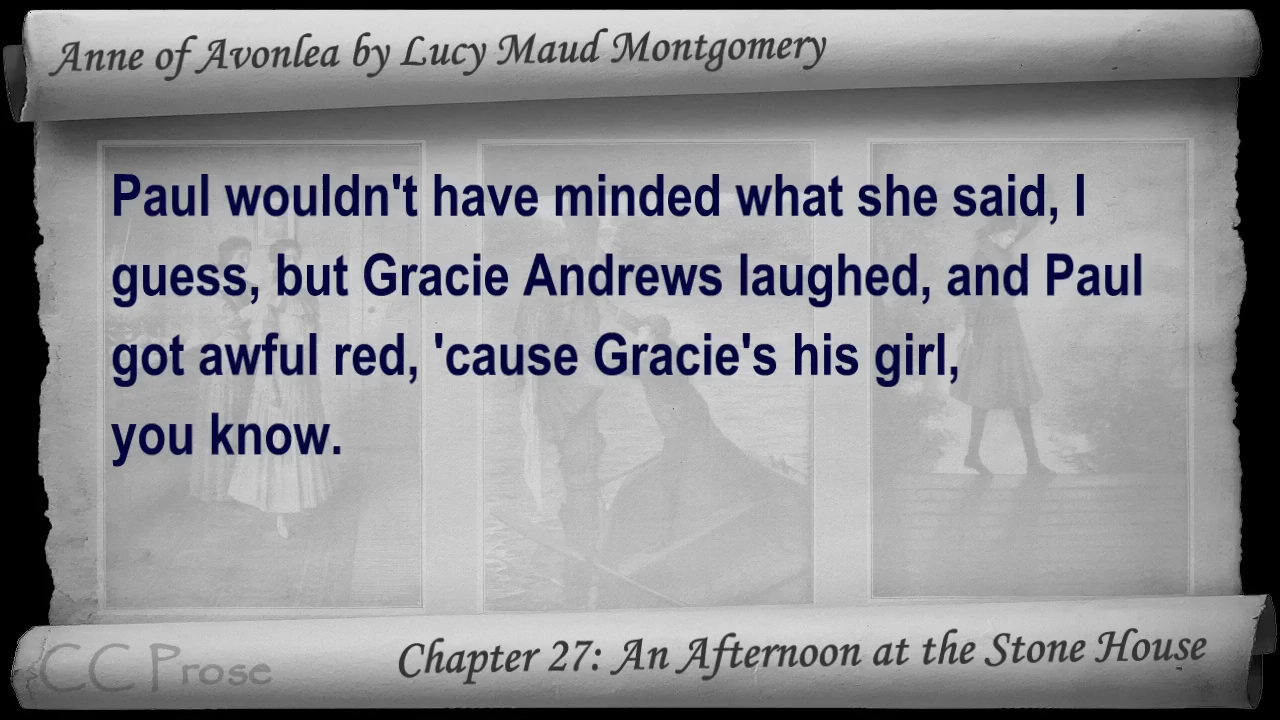 Anne of Avonlea by Lucy Maud Montgomery
Paul wouldn't have minded what she said, I
guess, but Gracie Andrews laughed, and Paul
got awful red, 'cause Gracie's his girl,
you know.
CC Prose
Chapter 27: An Afternoon at the Stone House